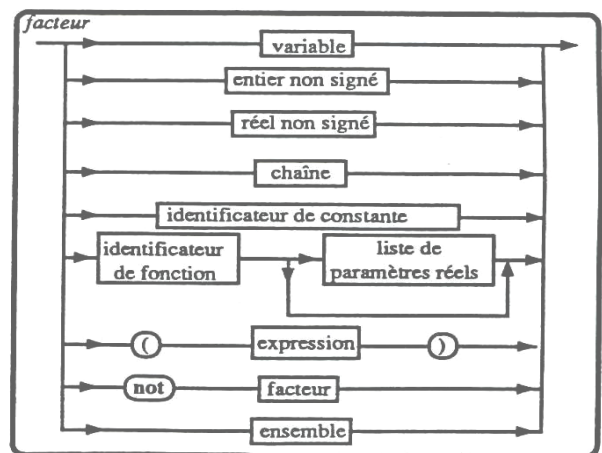 facteur
variable
entier non signé
réel non signé
chaîne
identificateur de constante
identificateur
de fonction
liste de
paramètres réels
( expression )
not facteur
ensemble